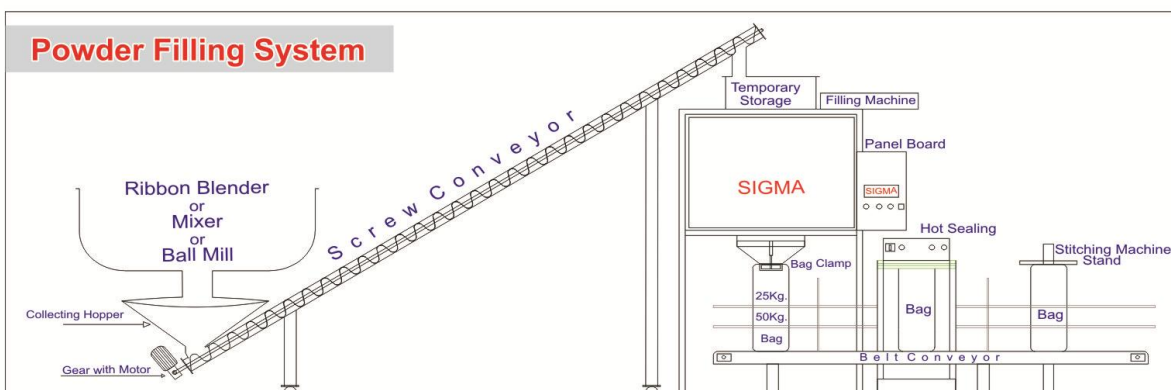 Powder Filling System
Ribbon Blender
or
Mixer
or
Ball Mill
Collecting Hopper
Gear with Motor
Screw Conveyor
Temporary
Storage
Filling Machine
Panel Board
SIGMA
SIGMA
Bag Clamp
25Kg.
50Kg.
Bag
Hot Sealing
Bag
Stitching Machine
Stand
Bag
Belt Conveyor